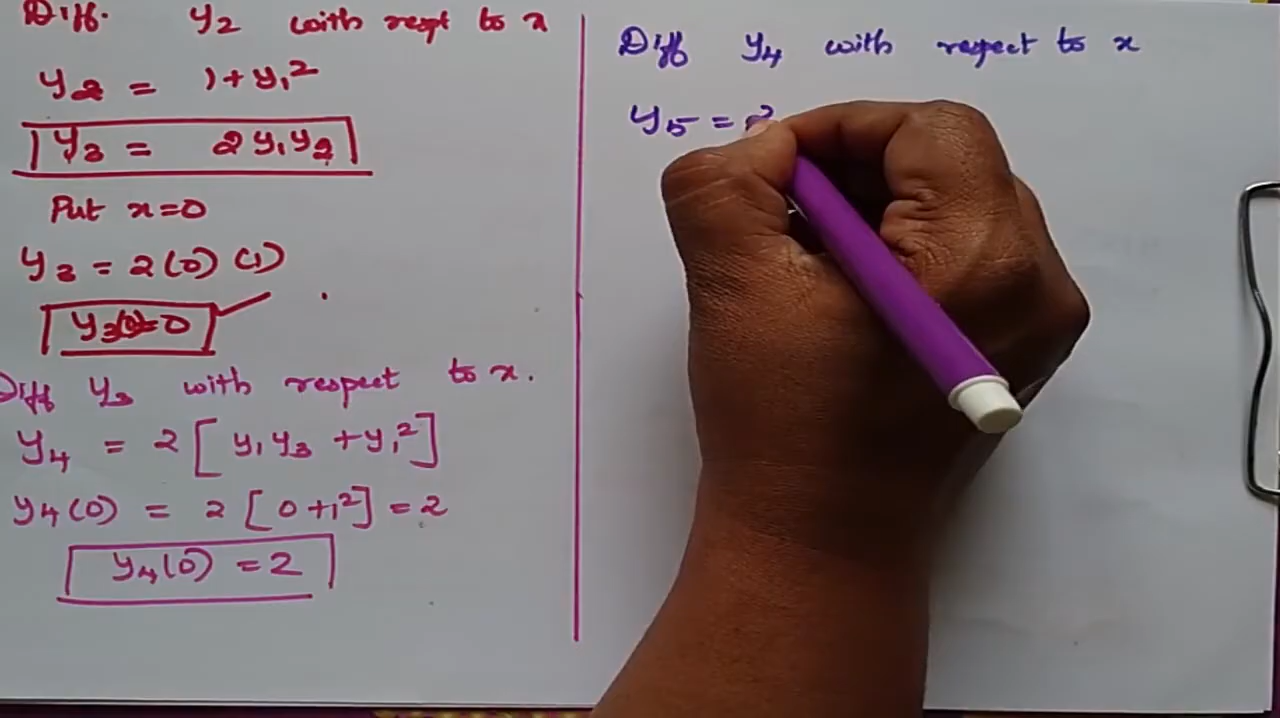 Diff. y₂ with respt to x
y₂ = 1+y₁²
y₃ = 2y₁y₂
Put x=0
y₃ = 2(0) (1)
y₃(0)=0
Diff y₃ with respect to x.
y₄ = 2[y₁y₃ +y₁²]
y₄(0) = 2[0+1²]=2
y₄(0) =2
Diff y₄ with respect to x
y₅ = 2